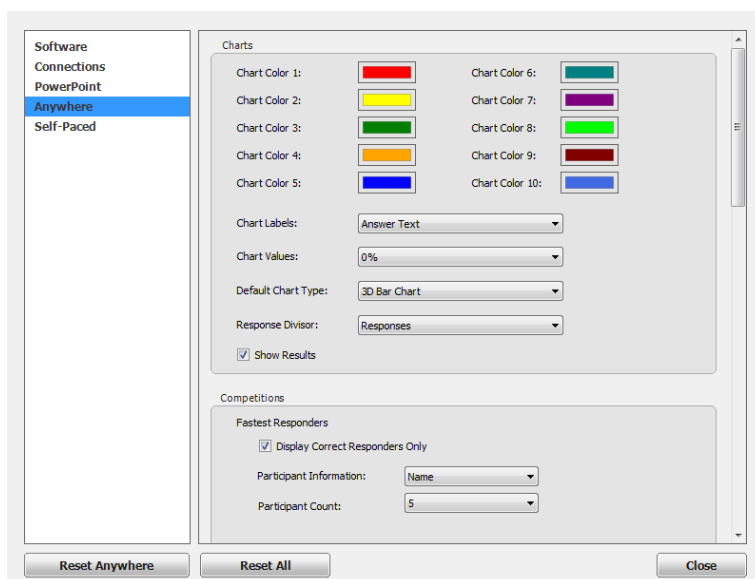 Software
Connections
PowerPoint
Anywhere
Self-Paced
Charts
Chart Color 1:
Chart Color 6:
Chart Color 2:
Chart Color 7:
Chart Color 3:
Chart Color 8:
Chart Color 4:
Chart Color 9:
Chart Color 5:
Chart Color 10:
Chart Labels: Answer Text
Chart Values: 0%
Default Chart Type: 3D Bar Chart
Response Divisor: Responses
Show Results
Competitions
Fastest Responders
Display Correct Responders Only
Participant Information: Name
Participant Count: 5
Reset Anywhere
Reset All
Close